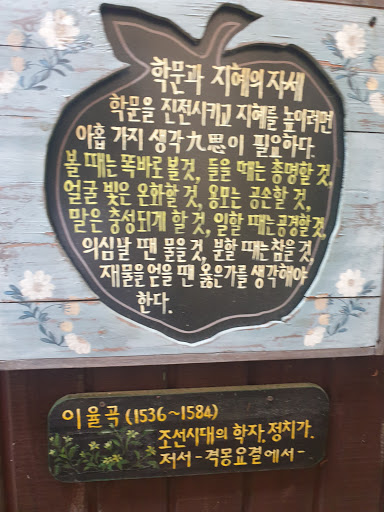 학문과 지혜의 자세
학문을 진전시키고 지혜를 높이려면
아홉 가지 생각九思이 필요하다.
볼 때는 똑바로 볼것, 들을 때는 총명할 것,
얼굴 빛은 온화할 것, 용모는 공손할 것,
말은 충성되게 할 것, 일할 때는공경할것,
의심날 땐 물을 것, 분할 때는 참을 것,
재물을 얻을 땐 옳은가를 생각해야
한다.
이율곡 (1536~1584)
조선시대의 학자, 정치가.
저서 - 격몽요결에서 -